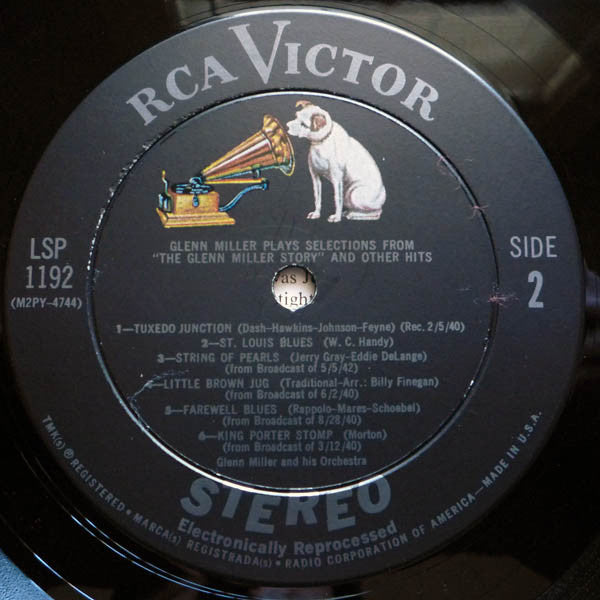 RCA VICTOR
GLENN MILLER PLAYS SELECTIONS FROM
"THE GLENN MILLER STORY" AND OTHER HITS
LSP
1192
(M2PY-4744)
SIDE
2
as J
tight
1—TUXEDO JUNCTION (Dash-Hawkins-Johnson-Feyne) (Rec. 2/5/40)
2—ST. LOUIS BLUES (W. C. Handy)
3—STRING OF PEARLS (Jerry Gray-Eddie DeLange)
(from Broadcast of 5/5/42)
4—LITTLE BROWN JUG (Traditional-Arr.: Billy Finegan)
(from Broadcast of 6/2/40)
5—FAREWELL BLUES (Rappolo-Mares-Schoebel)
(from Broadcast of 8/28/40)
6—KING PORTER STOMP (Morton)
(from Broadcast of 3/12/40)
Glenn Miller and his Orchestra
STEREO
Electronically Reprocessed
TMK(s) ® REGISTERED • MARCA(s) REGISTRADA(s) • RADIO CORPORATION OF AMERICA—MADE IN U.S.A.